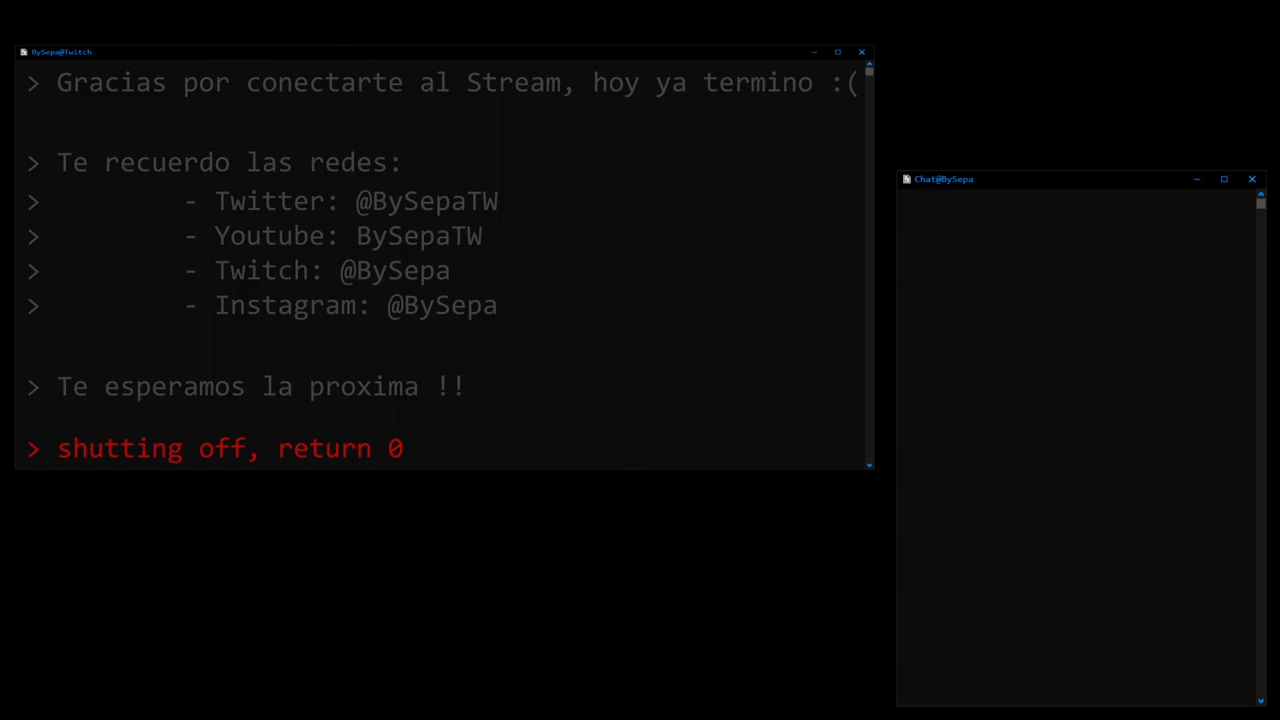 BySepa@Twitch
> Gracias por conectarte al Stream, hoy ya termino :(
> Te recuerdo las redes:
> - Twitter: @BySepaTW
> - Youtube: BySepaTW
> - Twitch: @BySepa
> - Instagram: @BySepa
> Te esperamos la proxima !!
> shutting off, return 0
Chat@BySepa